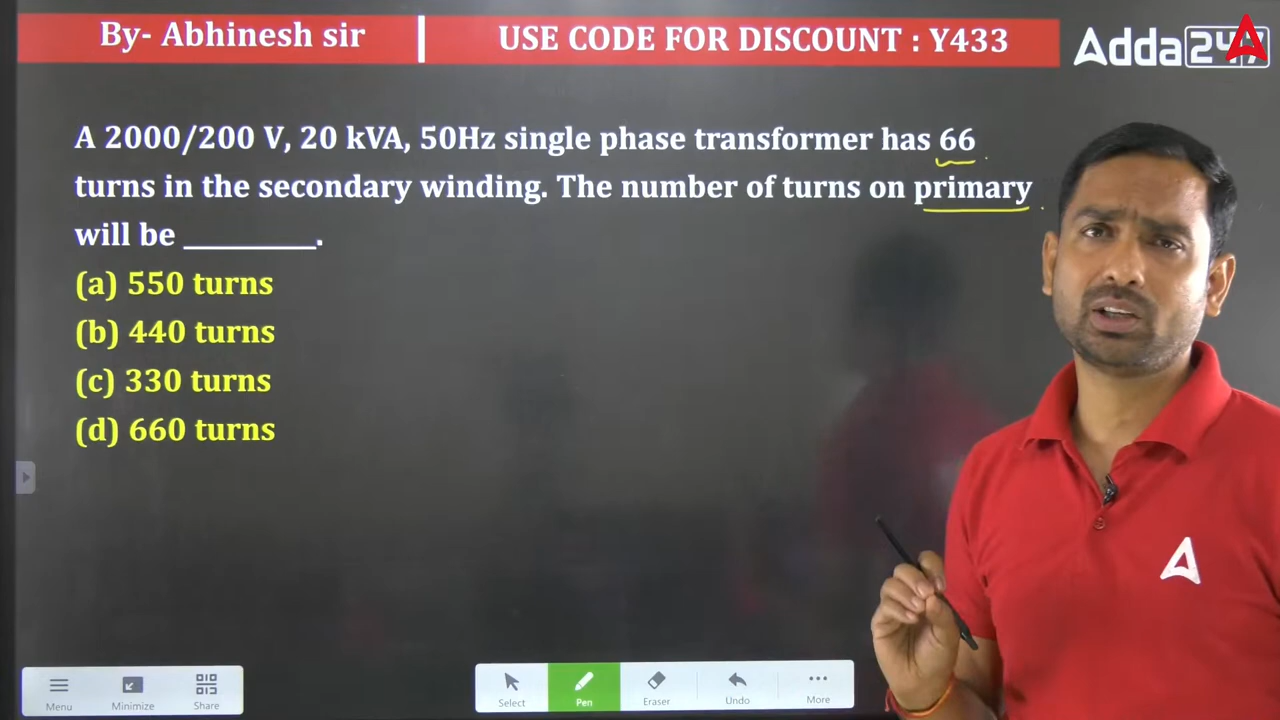 By- Abhinesh sir
USE CODE FOR DISCOUNT : Y433
Adda247
A 2000/200 V, 20 kVA, 50Hz single phase transformer has 66
turns in the secondary winding. The number of turns on primary
will be _________.
(a) 550 turns
(b) 440 turns
(c) 330 turns
(d) 660 turns
Menu
Minimize
Share
Select
Pen
Eraser
Undo
More